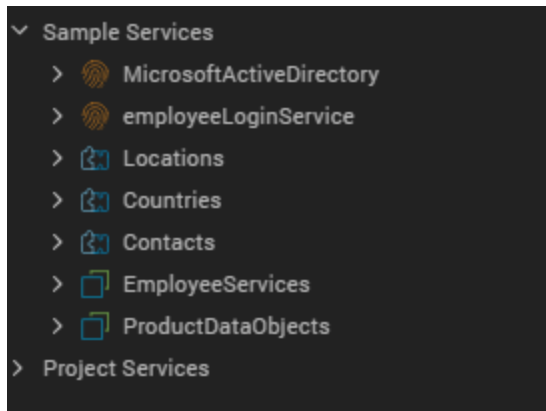 Sample Services
MicrosoftActiveDirectory
employeeLoginService
Locations
Countries
Contacts
EmployeeServices
ProductDataObjects
Project Services